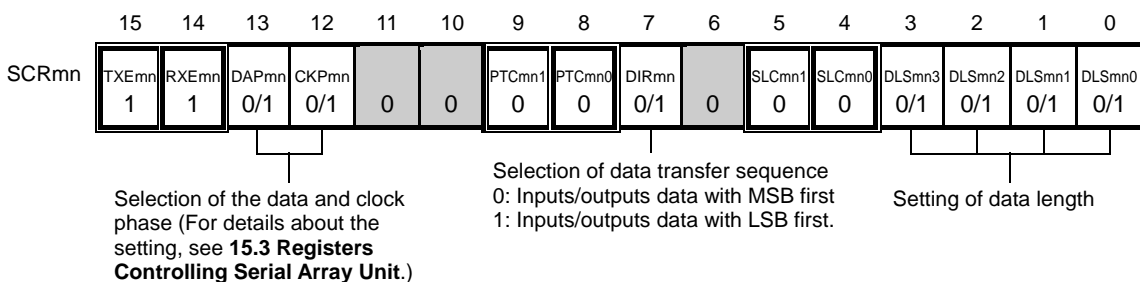 15 14 13 12 11 10 9 8 7 6 5 4 3 2 1 0
SCRmn TXEmn RXEmn DAPmn CKPmn PTCmn1 PTCmn0 DIRmn SLCmn1 SLCmn0 DLSmn3 DLSmn2 DLSmn1 DLSmn0
1 1 0/1 0/1 0 0 0 0 0/1 0 0 0 0/1 0/1 0/1 0/1
Selection of the data and clock
phase (For details about the
setting, see 15.3 Registers
Controlling Serial Array Unit.)
Selection of data transfer sequence
0: Inputs/outputs data with MSB first
1: Inputs/outputs data with LSB first.
Setting of data length